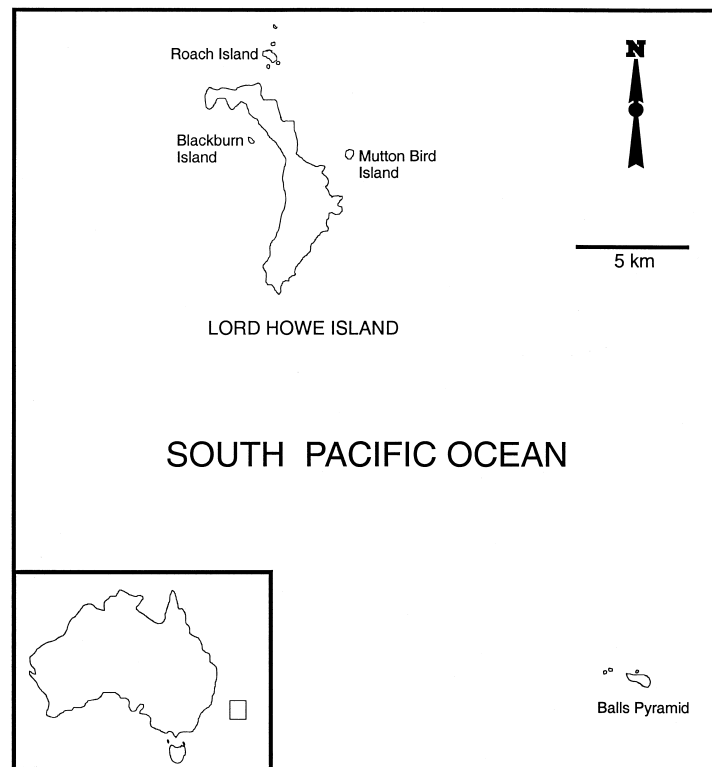 N
Roach Island
Blackburn
Island
Mutton Bird
Island
5 km
LORD HOWE ISLAND
SOUTH PACIFIC OCEAN
Balls Pyramid